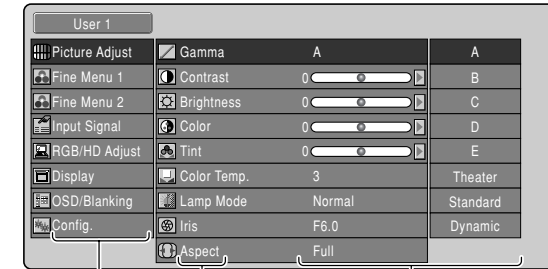 User 1
Picture Adjust Gamma A A
Fine Menu 1 Contrast 0 B
Fine Menu 2 Brightness 0 C
Input Signal Color 0 D
RGB/HD Adjust Tint 0 E
Display Color Temp. 3 Theater
OSD/Blanking Lamp Mode Normal Standard
Config. Iris F6.0 Dynamic
Aspect Full